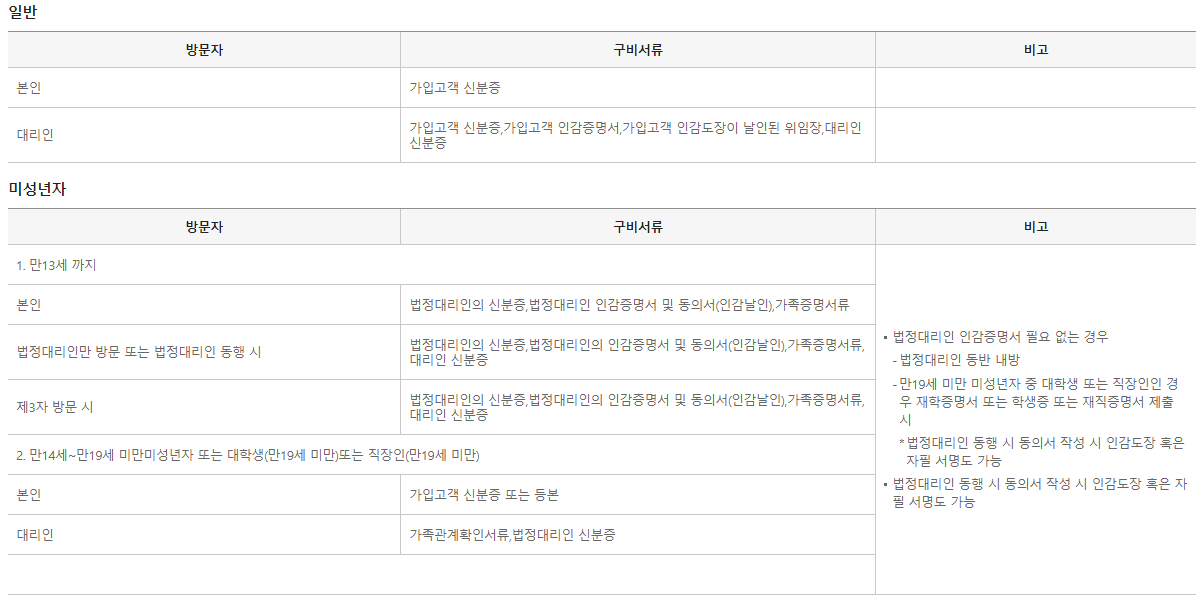 일반
방문자 구비서류 비고
본인 가입고객 신분증
대리인 가입고객 신분증,가입고객 인감증명서,가입고객 인감도장이 날인된 위임장,대리인
신분증
미성년자
방문자 구비서류 비고
1. 만13세 까지
본인 법정대리인의 신분증,법정대리인 인감증명서 및 동의서(인감날인),가족증명서류
법정대리인만 방문 또는 법정대리인 동행 시 법정대리인의 신분증,법정대리인의 인감증명서 및 동의서(인감날인),가족증명서류,
대리인 신분증
제3자 방문 시 법정대리인의 신분증,법정대리인의 인감증명서 및 동의서(인감날인),가족증명서류,
대리인 신분증
2. 만14세~만19세 미만미성년자 또는 대학생(만19세 미만)또는 직장인(만19세 미만)
본인 가입고객 신분증 또는 등본
대리인 가족관계확인서류,법정대리인 신분증
▪ 법정대리인 인감증명서 필요 없는 경우
- 법정대리인 동반 내방
- 만19세 미만 미성년자 중 대학생 또는 직장인인 경
우 재학증명서 또는 학생증 또는 재직증명서 제출
시
* 법정대리인 동행 시 동의서 작성 시 인감도장 혹은
자필 서명도 가능
▪ 법정대리인 동행 시 동의서 작성 시 인감도장 혹은 자
필 서명도 가능